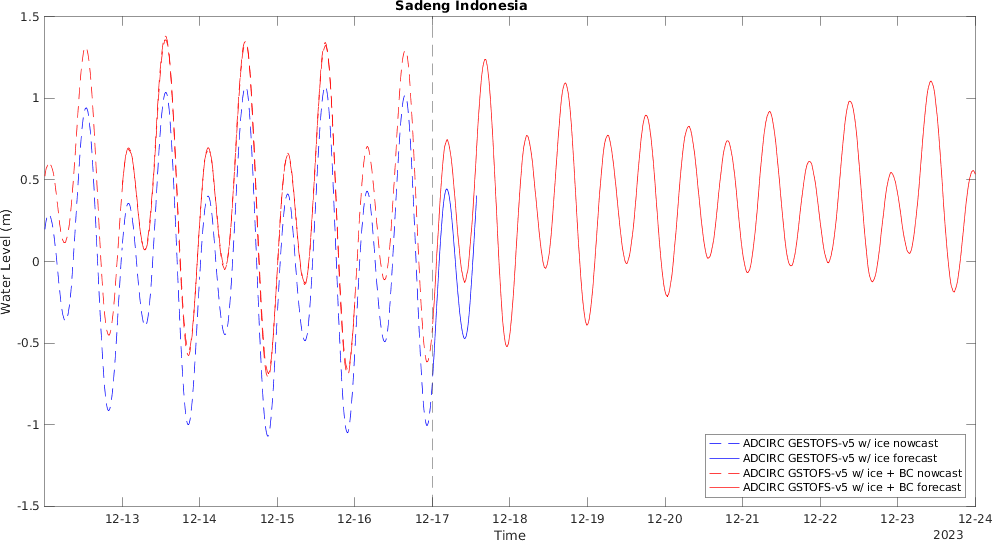 Sadeng Indonesia
1.5
1
0.5
0
-0.5
-1
-1.5
Water Level (m)
12-13 12-14 12-15 12-16 12-17 12-18 12-19 12-20 12-21 12-22 12-23 12-24
Time
2023
ADCIRC GESTOFS-v5 w/ ice nowcast
ADCIRC GESTOFS-v5 w/ ice forecast
ADCIRC GSTOFS-v5 w/ ice + BC nowcast
ADCIRC GSTOFS-v5 w/ ice + BC forecast